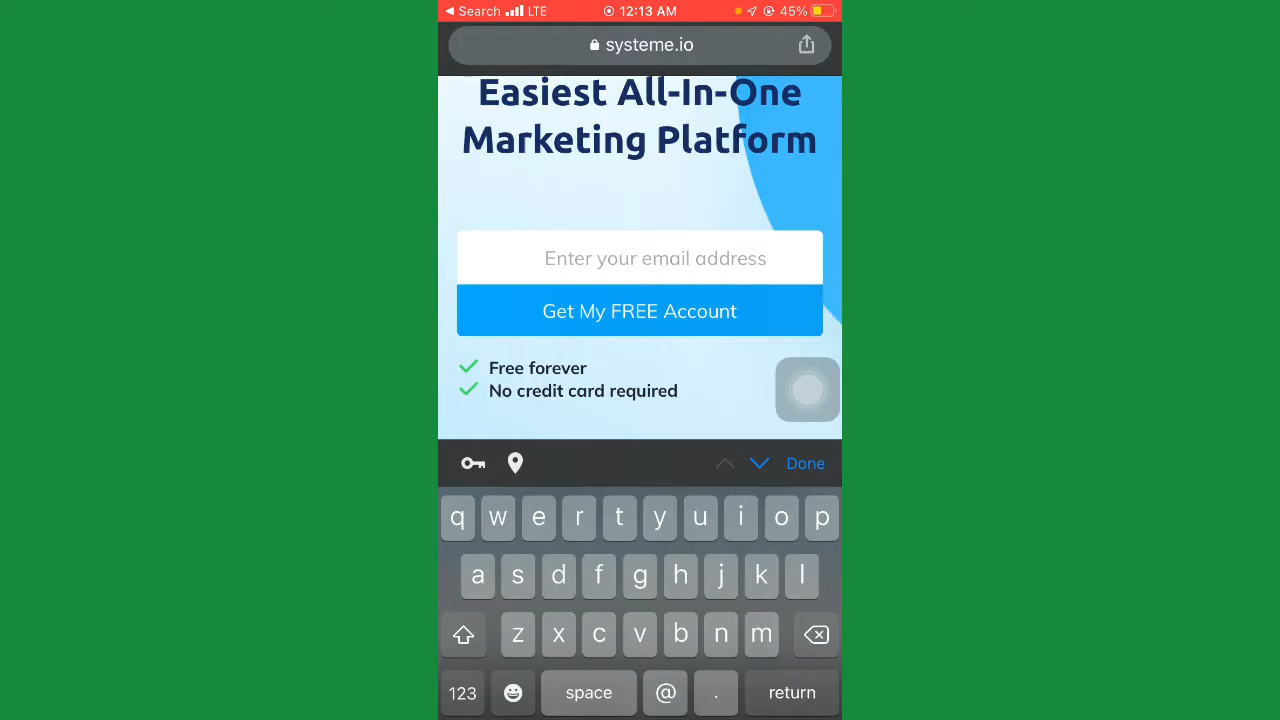 ◀ Search LTE 12:13 AM 45%
systeme.io
Easiest All-In-One
Marketing Platform
Enter your email address
Get My FREE Account
Free forever
No credit card required
Done
q w e r t y u i o p
a s d f g h j k l
z x c v b n m
123 space @ . return